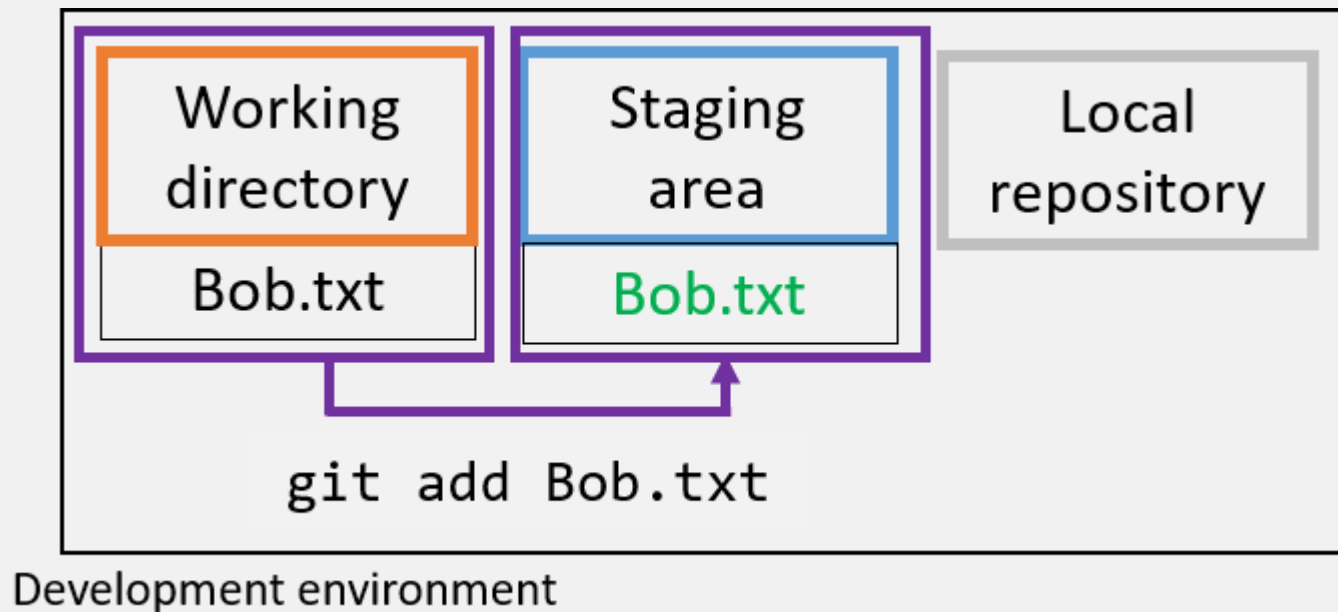 Working
directory
Bob.txt
Staging
area
Bob.txt
Local
repository
git add Bob.txt
Development environment